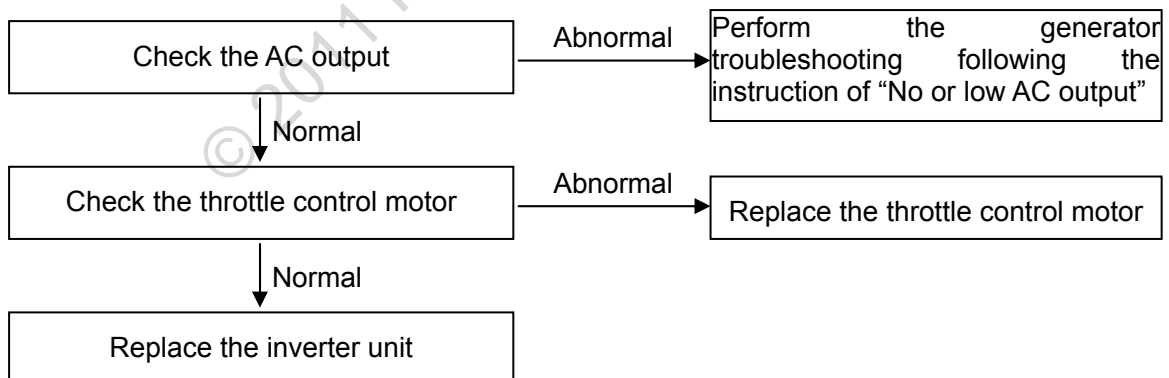 Check the AC output
Abnormal
Perform the generator
troubleshooting following the
instruction of “No or low AC output”
Normal
Check the throttle control motor
Abnormal
Replace the throttle control motor
Normal
Replace the inverter unit
© 2011